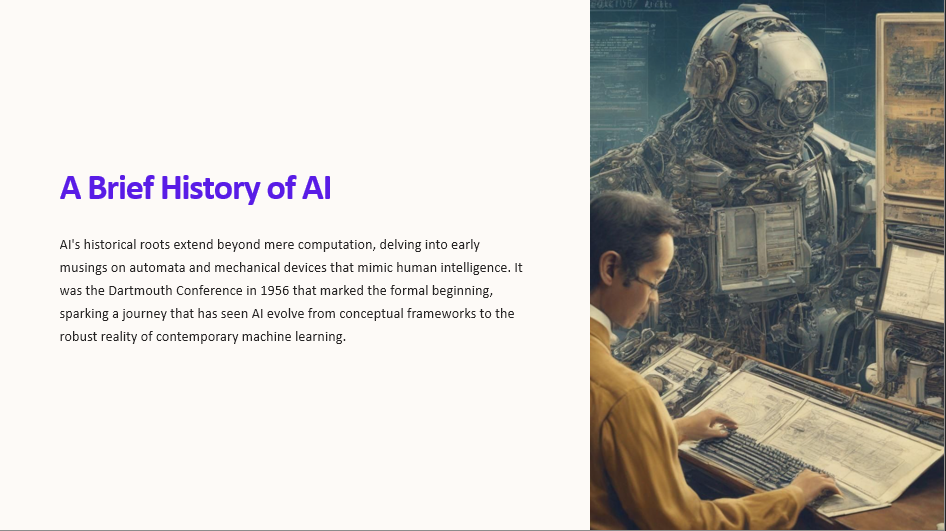 A Brief History of AI
AI's historical roots extend beyond mere computation, delving into early
musings on automata and mechanical devices that mimic human intelligence. It
was the Dartmouth Conference in 1956 that marked the formal beginning,
sparking a journey that has seen AI evolve from conceptual frameworks to the
robust reality of contemporary machine learning.